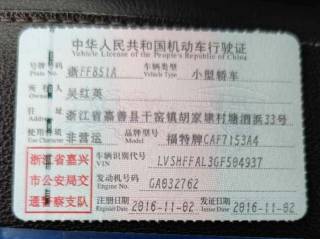 中华人民共和国机动车行驶证
Vehicle License of the People's Republic of China
号牌号码 浙FF851A 车辆类型 小型轿车
Plate No. Vehicle Type
所有人 吴红英
Owner
住址 浙江省嘉善县干窑镇胡家埭村塘泗浜33号
Address
使用性质 非营运 品牌型号 福特牌CAF7153A4
Use Character Model
浙江省嘉兴
市公安局交
通警察支队
车辆识别代号 LVSHFFAL3GF504937
VIN
发动机号码 GA032762
Engine No.
注册日期 2016-11-02 发证日期 2016-11-02
Register Date Issue Date